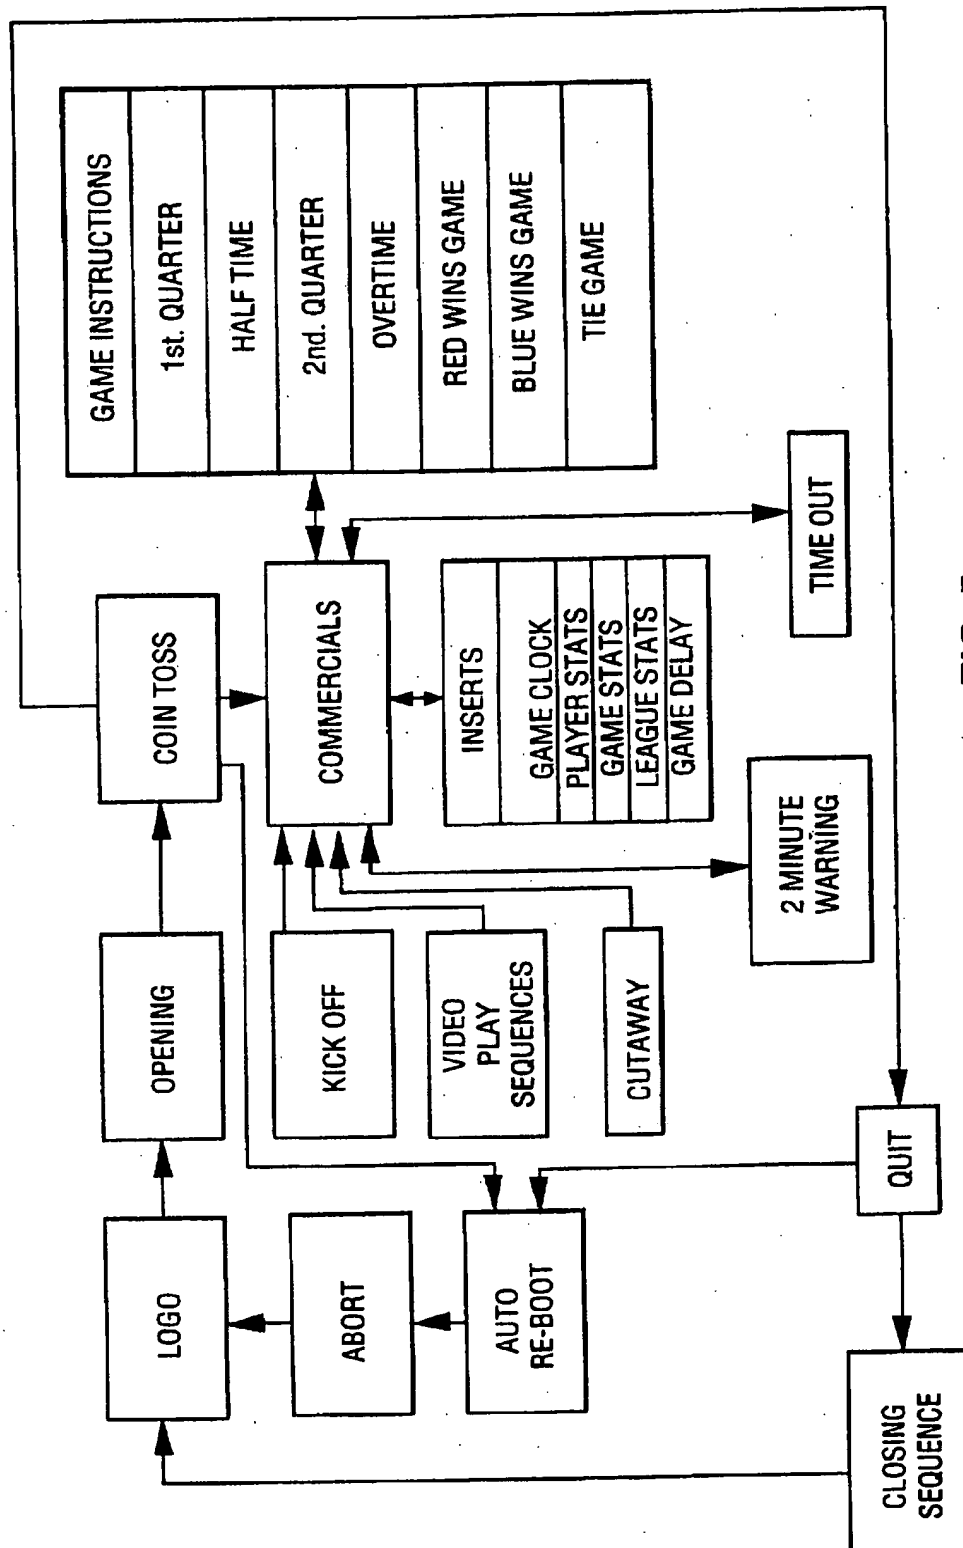 LOGO
OPENING
COIN TOSS
ABORT
KICK OFF
COMMERCIALS
GAME INSTRUCTIONS
1st. QUARTER
HALF TIME
2nd. QUARTER
OVERTIME
RED WINS GAME
BLUE WINS GAME
TIE GAME
AUTO
RE-BOOT
VIDEO
PLAY
SEQUENCES
INSERTS
GAME CLOCK
PLAYER STATS
GAME STATS
LEAGUE STATS
GAME DELAY
CUTAWAY
2 MINUTE
WARNING
TIME OUT
CLOSING
SEQUENCE
QUIT